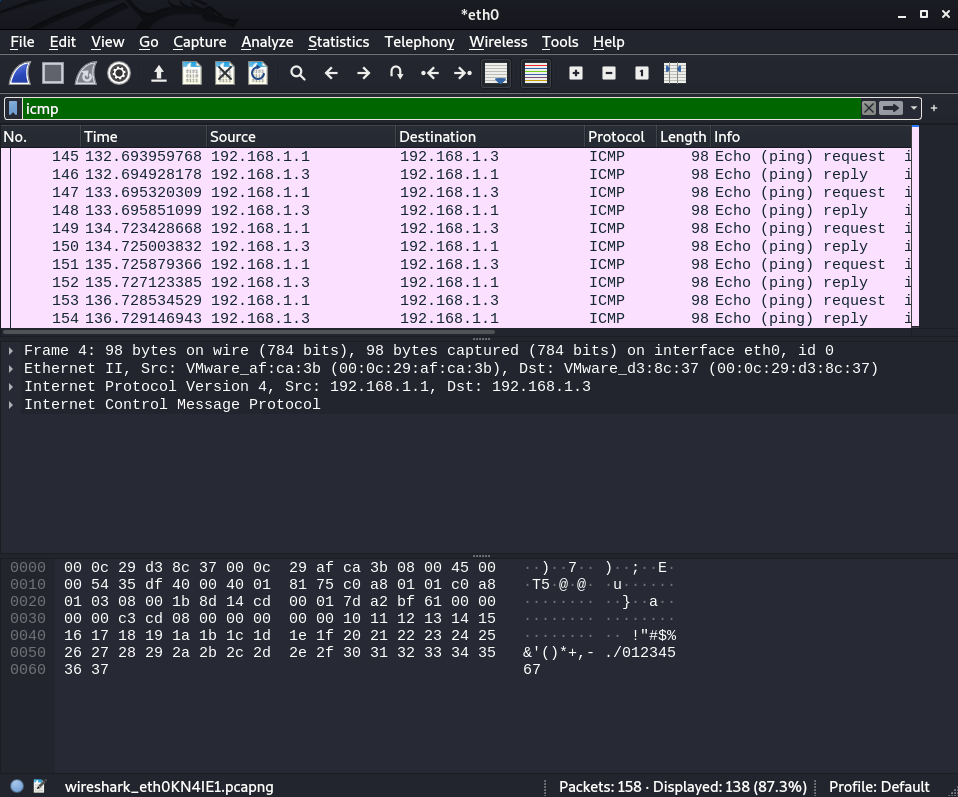 *eth0
File Edit View Go Capture Analyze Statistics Telephony Wireless Tools Help
icmp
No. Time Source Destination Protocol Length Info
145 132.693959768 192.168.1.1 192.168.1.3 ICMP 98 Echo (ping) request i
146 132.694928178 192.168.1.3 192.168.1.1 ICMP 98 Echo (ping) reply i
147 133.695320309 192.168.1.1 192.168.1.3 ICMP 98 Echo (ping) request i
148 133.695851099 192.168.1.3 192.168.1.1 ICMP 98 Echo (ping) reply i
149 134.723428668 192.168.1.1 192.168.1.3 ICMP 98 Echo (ping) request i
150 134.725003832 192.168.1.3 192.168.1.1 ICMP 98 Echo (ping) reply i
151 135.725879366 192.168.1.1 192.168.1.3 ICMP 98 Echo (ping) request i
152 135.727123385 192.168.1.3 192.168.1.1 ICMP 98 Echo (ping) reply i
153 136.728534529 192.168.1.1 192.168.1.3 ICMP 98 Echo (ping) request i
154 136.729146943 192.168.1.3 192.168.1.1 ICMP 98 Echo (ping) reply i
Frame 4: 98 bytes on wire (784 bits), 98 bytes captured (784 bits) on interface eth0, id 0
Ethernet II, Src: VMware_af:ca:3b (00:0c:29:af:ca:3b), Dst: VMware_d3:8c:37 (00:0c:29:d3:8c:37)
Internet Protocol Version 4, Src: 192.168.1.1, Dst: 192.168.1.3
Internet Control Message Protocol
0000 00 0c 29 d3 8c 37 00 0c 29 af ca 3b 08 00 45 00 ··)··7·· )··;··E·
0010 00 54 35 df 40 00 40 01 81 75 c0 a8 01 01 c0 a8 ·T5·@·@· ·u······
0020 01 03 08 00 1b 8d 14 cd 00 01 7d a2 bf 61 00 00 ········ ··}··a··
0030 00 00 c3 cd 08 00 00 00 00 00 10 11 12 13 14 15 ········ ········
0040 16 17 18 19 1a 1b 1c 1d 1e 1f 20 21 22 23 24 25 ········ ·· !"#$%
0050 26 27 28 29 2a 2b 2c 2d 2e 2f 30 31 32 33 34 35 &'()*+,- ./012345
0060 36 37 67
wireshark_eth0KN4IE1.pcapng Packets: 158 · Displayed: 138 (87.3%) Profile: Default